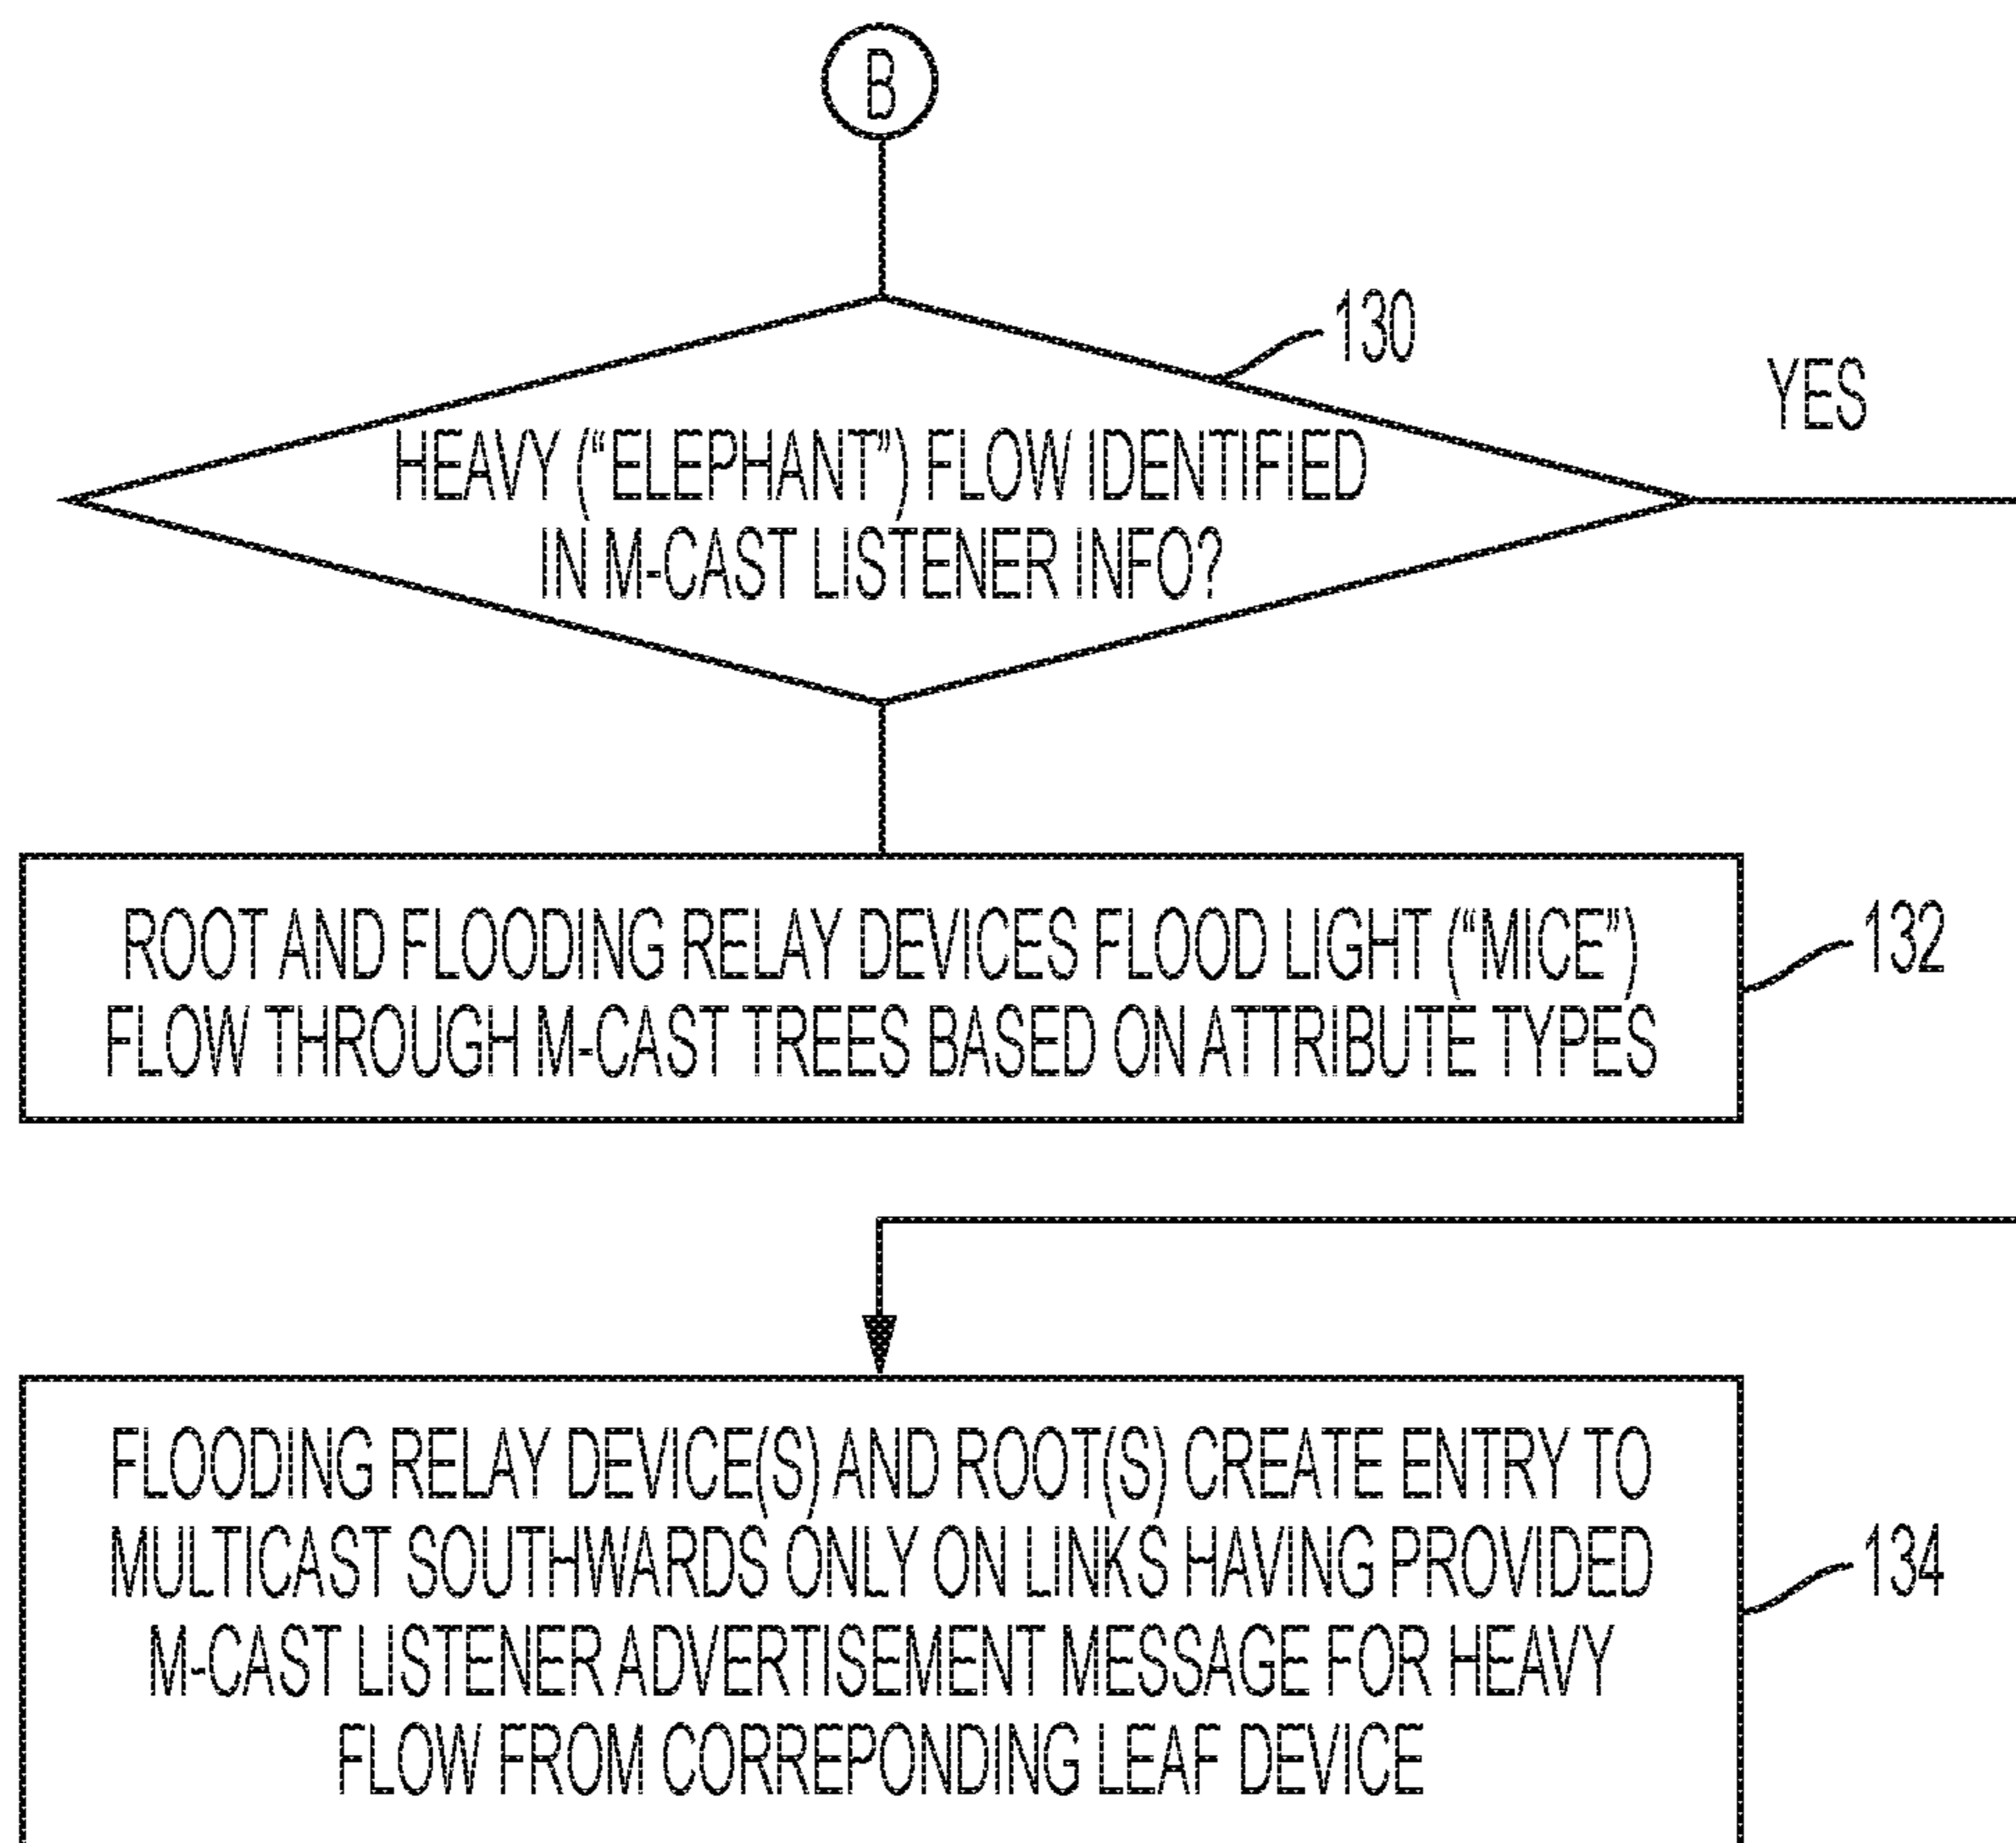 B
130
YES
HEAVY (“ELEPHANT”) FLOW IDENTIFIED
IN M-CAST LISTENER INFO?
ROOT AND FLOODING RELAY DEVICES FLOOD LIGHT (“MICE”)
FLOW THROUGH M-CAST TREES BASED ON ATTRIBUTE TYPES
132
FLOODING RELAY DEVICE(S) AND ROOT(S) CREATE ENTRY TO
MULTICAST SOUTHWARDS ONLY ON LINKS HAVING PROVIDED
M-CAST LISTENER ADVERTISEMENT MESSAGE FOR HEAVY
FLOW FROM CORREPONDING LEAF DEVICE
134